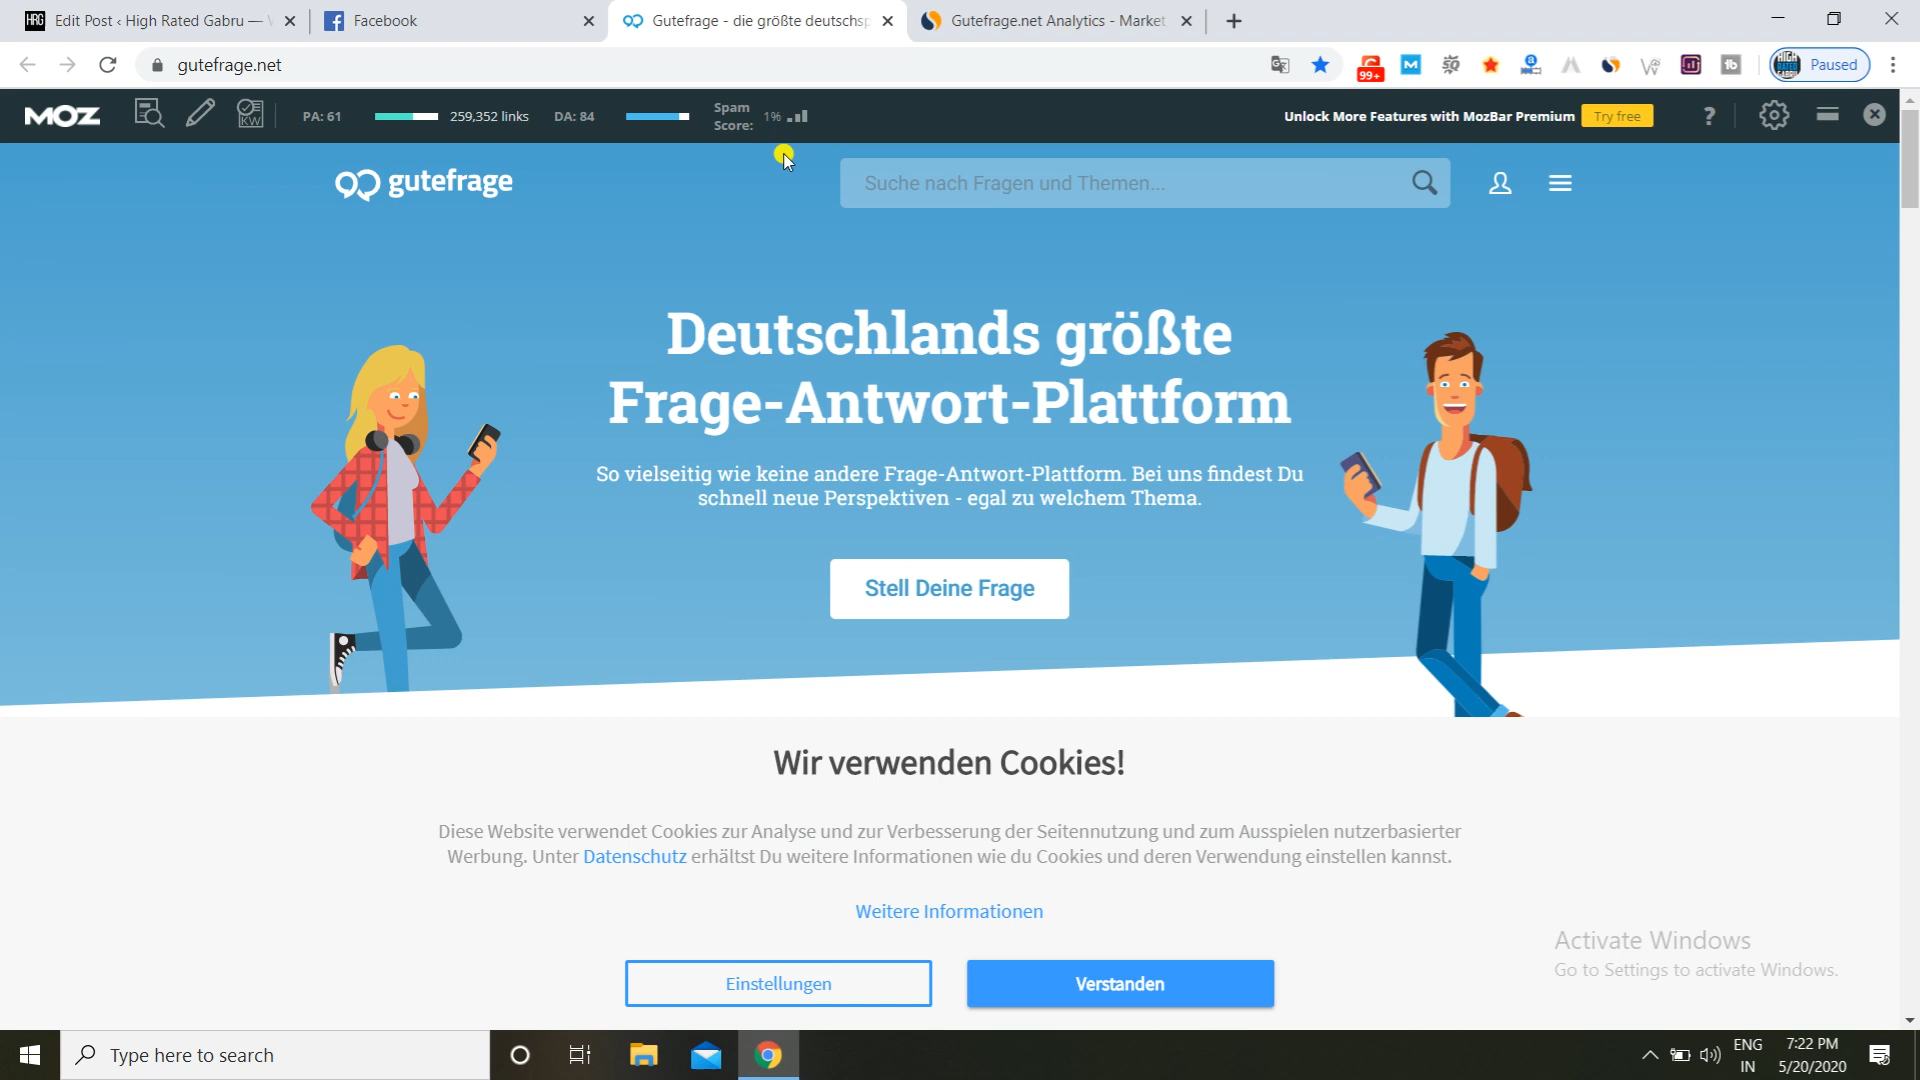 HRG Edit Post ‹ High Rated Gabru —
Facebook
Gutefrage - die größte deutschsp
Gutefrage.net Analytics - Market
gutefrage.net
99+
Paused
MOZ
PA: 61
259,352 links
DA: 84
Spam
Score: 1%
Unlock More Features with MozBar Premium
Try free
gutefrage
Suche nach Fragen und Themen...
Deutschlands größte
Frage-Antwort-Plattform
So vielseitig wie keine andere Frage-Antwort-Plattform. Bei uns findest Du
schnell neue Perspektiven - egal zu welchem Thema.
Stell Deine Frage
Wir verwenden Cookies!
Diese Website verwendet Cookies zur Analyse und zur Verbesserung der Seitennutzung und zum Ausspielen nutzerbasierter
Werbung. Unter Datenschutz erhältst Du weitere Informationen wie du Cookies und deren Verwendung einstellen kannst.
Weitere Informationen
Einstellungen
Verstanden
Activate Windows
Go to Settings to activate Windows.
Type here to search
ENG
IN
7:22 PM
5/20/2020